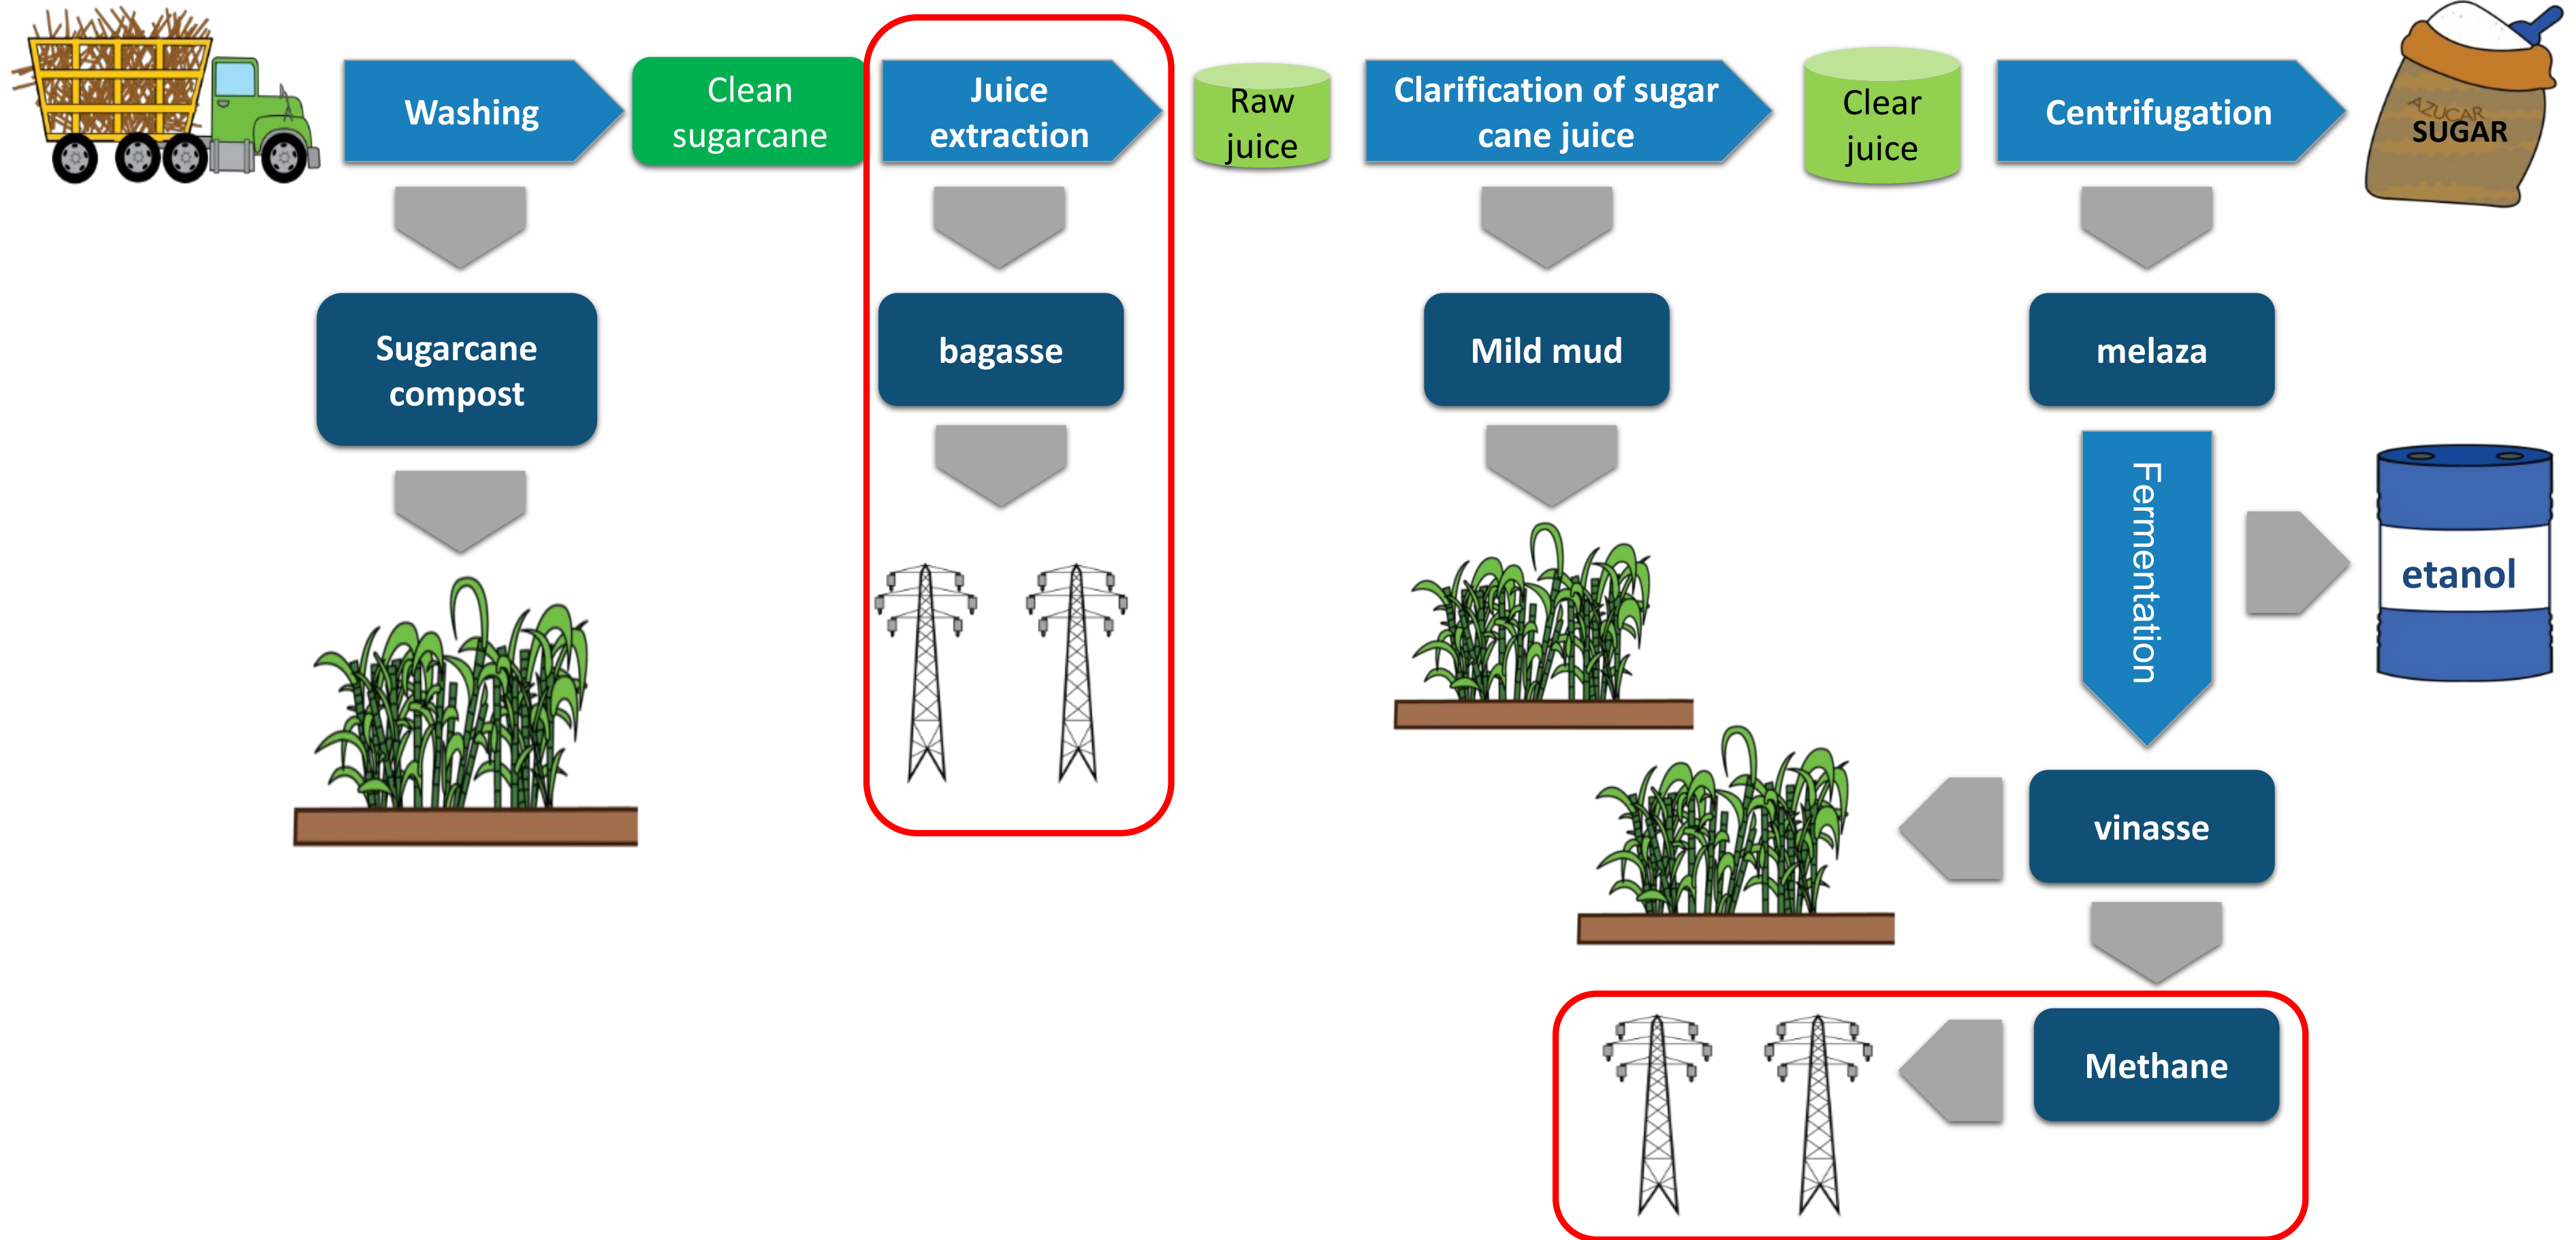 Washing
Clean
sugarcane
Juice
extraction
Raw
juice
Clarification of sugar
cane juice
Clear
juice
Centrifugation
AZUCAR
SUGAR
Sugarcane
compost
bagasse
Mild mud
melaza
Fermentation
etanol
vinasse
Methane